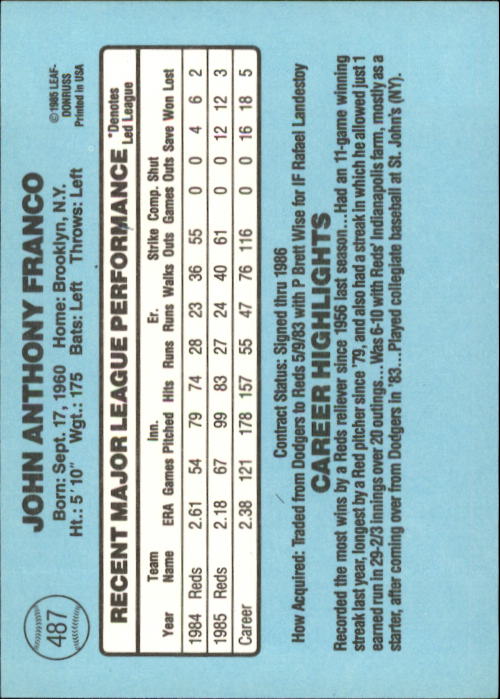 487
JOHN ANTHONY FRANCO
©1985 LEAF-
DONRUSS
Printed in USA
Born: Sept. 17, 1960 Home: Brooklyn, N.Y.
Ht.: 5'10" Wgt.: 175 Bats: Left Throws: Left
RECENT MAJOR LEAGUE PERFORMANCE *Denotes
Led League
Team Inn. Er. Strike Comp. Shut
Year Name ERA Games Pitched Hits Runs Runs Walks Outs Games Outs Save Won Lost
1984 Reds 2.61 54 79 74 28 23 36 55 0 0 4 6 2
1985 Reds 2.18 67 99 83 27 24 40 61 0 0 12 12 3
Career 2.38 121 178 157 55 47 76 116 0 0 16 18 5
Contract Status: Signed thru 1986
How Acquired: Traded from Dodgers to Reds 5/9/83 with P Brett Wise for IF Rafael Landestoy
CAREER HIGHLIGHTS
Recorded the most wins by a Reds reliever since 1956 last season...Had an 11-game winning
streak last year, longest by a Red pitcher since '79, and also had a streak in which he allowed just 1
earned run in 29-2/3 innings over 20 outings...Was 6-10 with Reds' Indianapolis farm, mostly as a
starter, after coming over from Dodgers in '83...Played collegiate baseball at St. John's (NY).